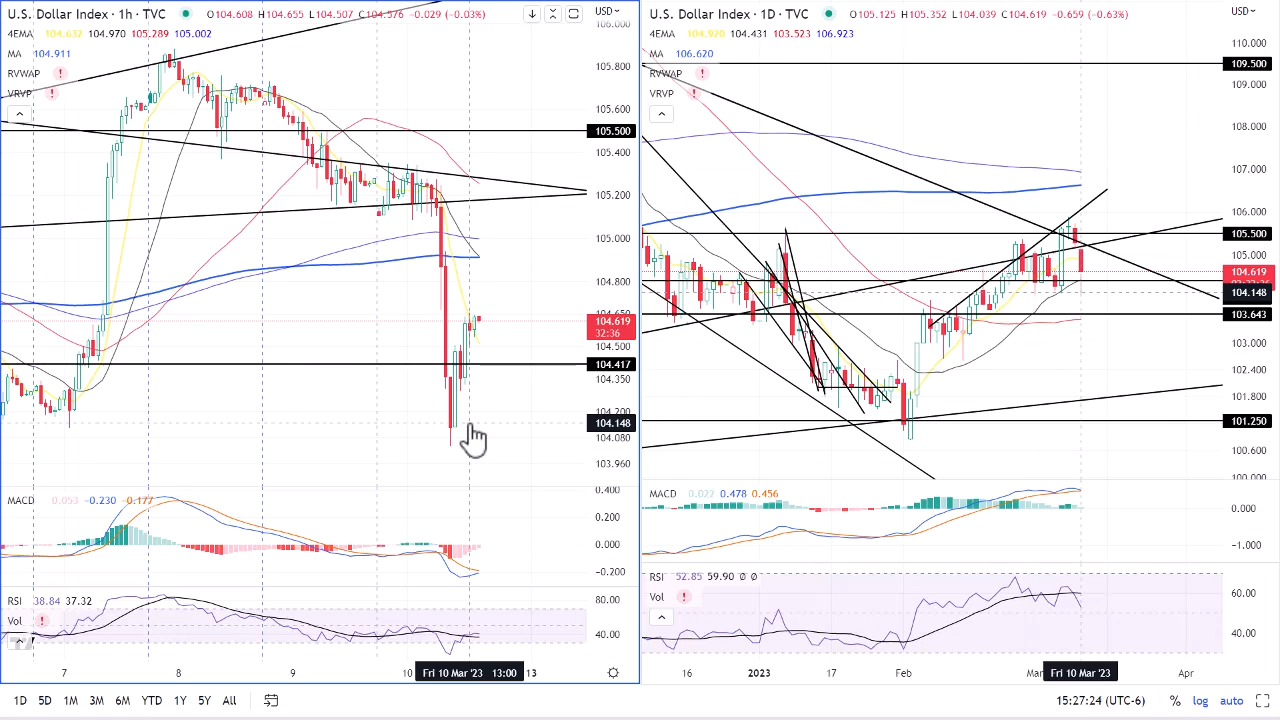 U.S. Dollar Index · 1h · TVC O104.608 H104.655 L104.507 C104.576 −0.029 (−0.03%)
USD
4EMA 104.632 104.970 105.289 105.002
MA 104.911
RVWAP !
VRVP !
106.000
105.800
105.600
105.500
105.400
105.200
105.000
104.800
104.619
32:36
104.500
104.417
104.350
104.200
104.148
104.080
103.960
MACD 0.053 −0.230 −0.177
0.400
0.200
0.000
−0.200
RSI 38.84 37.32
Vol !
80.00
40.00
7 8 9 10 Fri 10 Mar '23 13:00 13
U.S. Dollar Index · 1D · TVC O105.125 H105.352 L104.039 C104.619 −0.659 (−0.63%)
USD
4EMA 104.920 104.431 103.523 106.923
MA 106.620
RVWAP !
VRVP !
110.000
109.500
109.000
108.000
107.000
106.000
105.500
105.000
104.619
104.148
103.643
103.000
102.400
101.800
101.250
100.600
100.000
MACD 0.022 0.478 0.456
0.000
−1.000
RSI 52.85 59.90 Ø Ø
Vol !
60.00
40.00
16 2023 17 Feb Mar Fri 10 Mar '23 Apr
1D 5D 1M 3M 6M YTD 1Y 5Y All
15:27:24 (UTC-6) % log auto